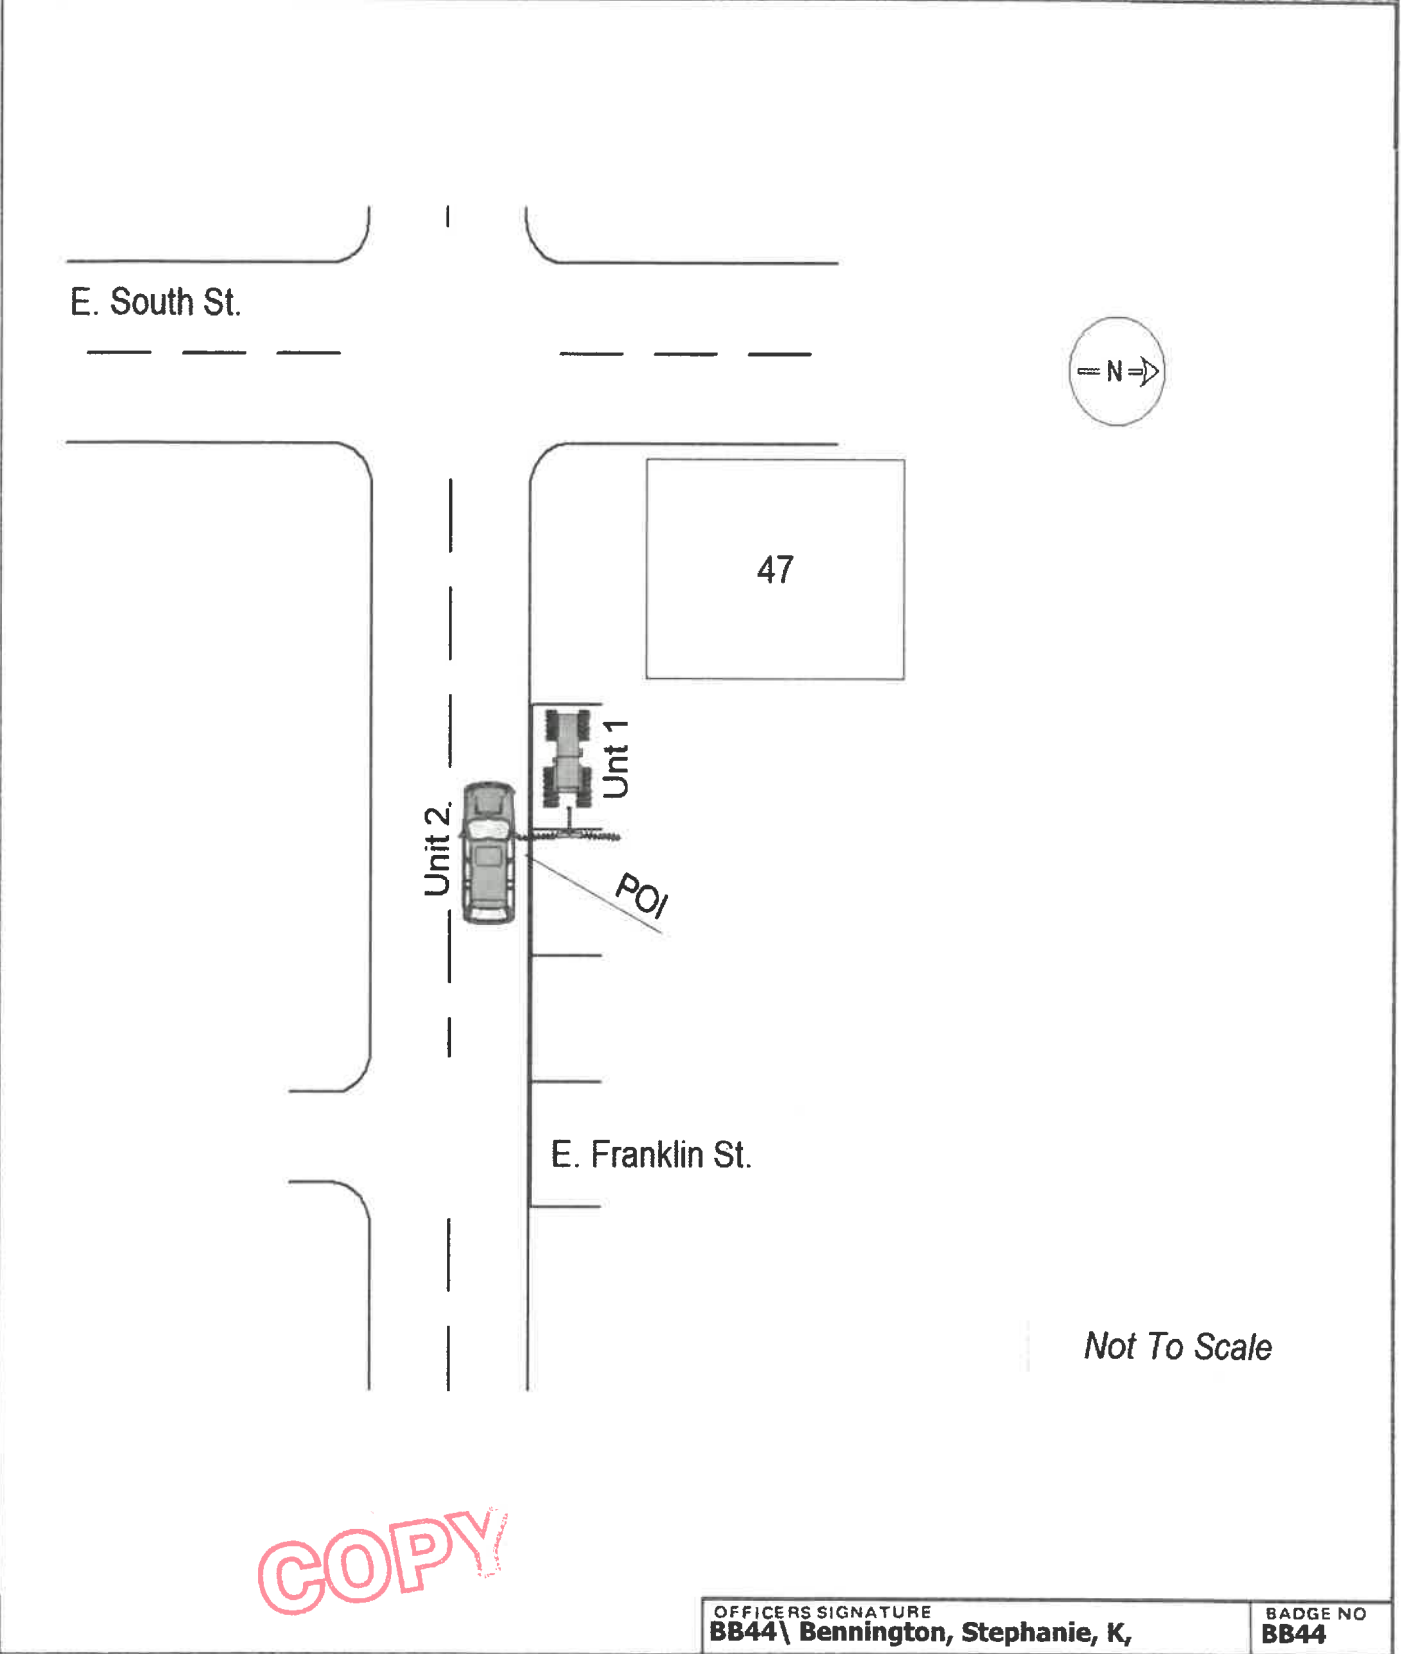 E. South St.
N
47
Unt 1
Unit 2.
POI
E. Franklin St.
Not To Scale
COPY
OFFICERS SIGNATURE
BB44\ Bennington, Stephanie, K,
BADGE NO
BB44